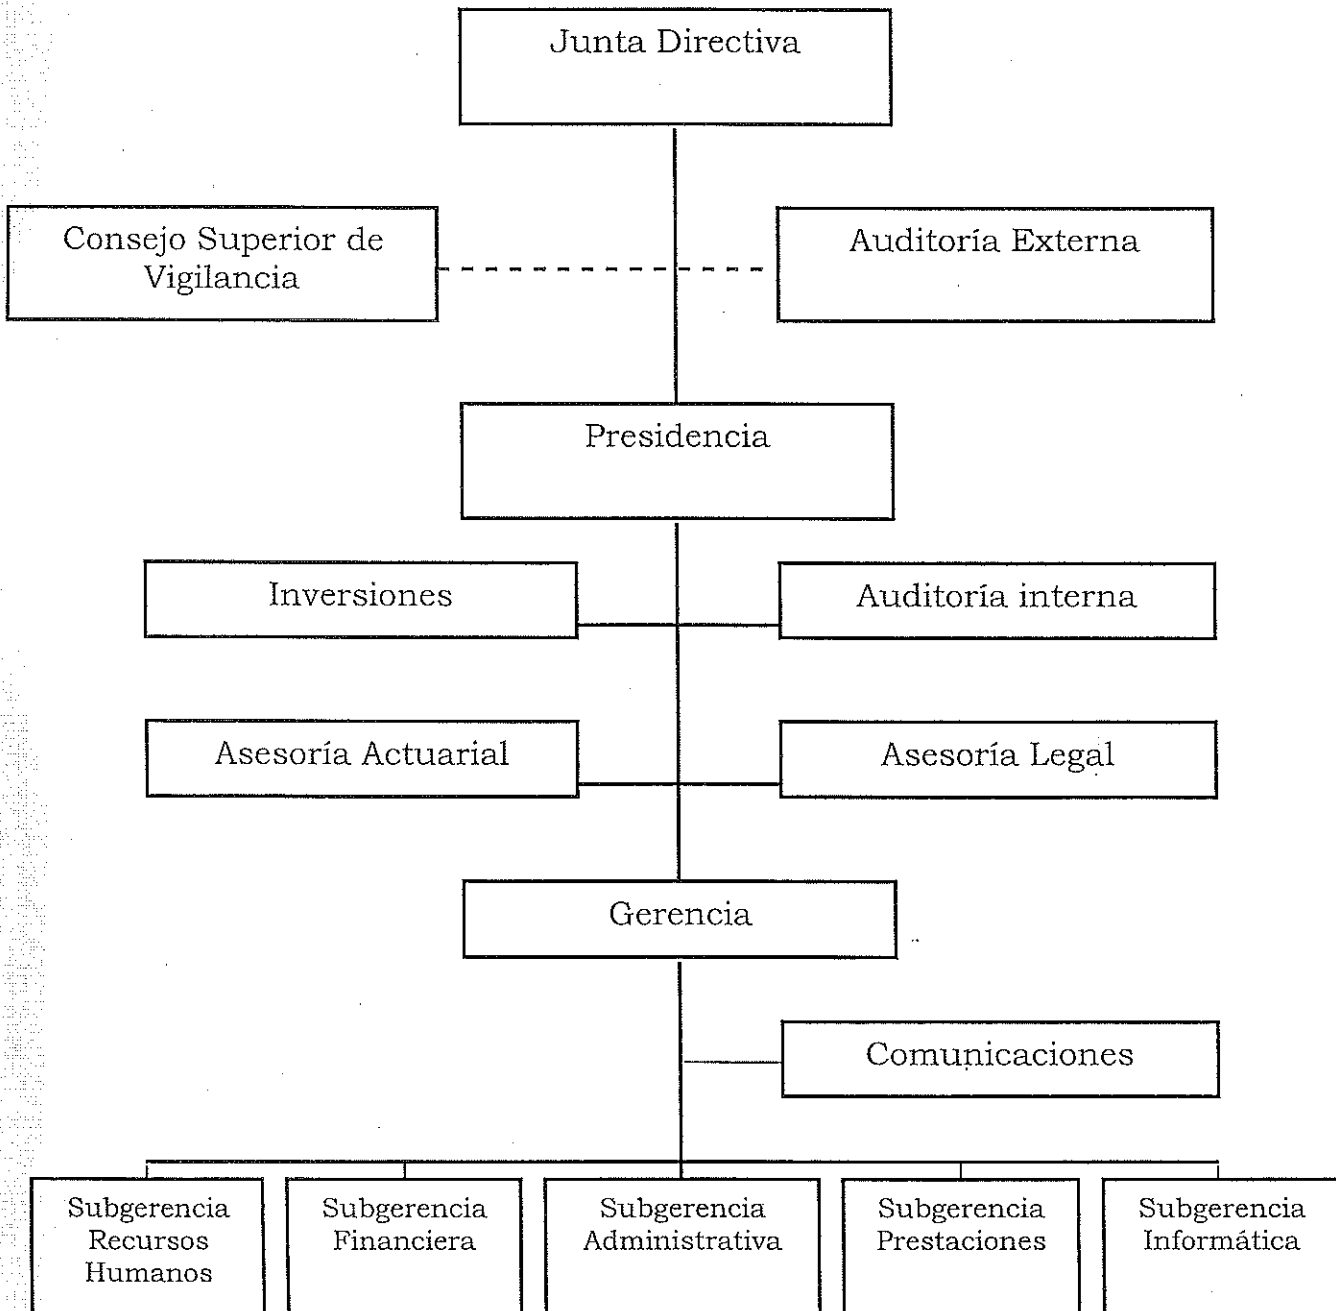 Junta Directiva
Consejo Superior de
Vigilancia
Auditoría Externa
Presidencia
Inversiones
Auditoría interna
Asesoría Actuarial
Asesoría Legal
Gerencia
Comunicaciones
Subgerencia
Recursos
Humanos
Subgerencia
Financiera
Subgerencia
Administrativa
Subgerencia
Prestaciones
Subgerencia
Informática